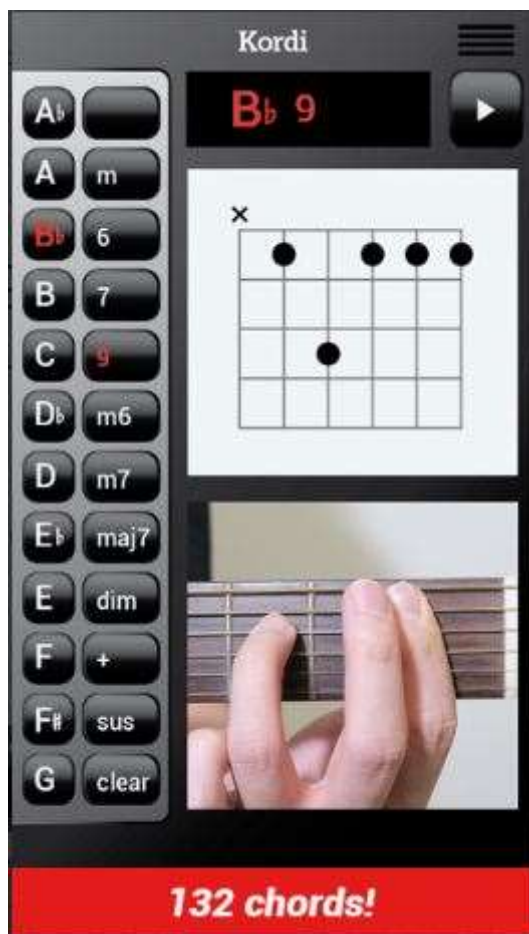 Kordi
B♭ 9
A♭
A m
B♭ 6
B 7
C 9
D♭ m6
D m7
E♭ maj7
E dim
F +
F# sus
G clear
×
132 chords!